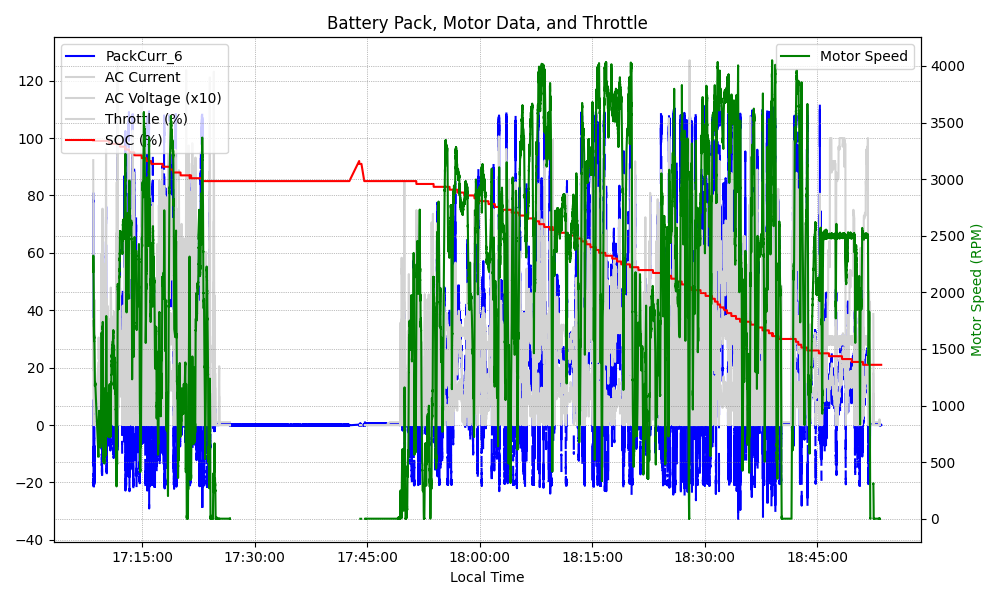 Battery Pack, Motor Data, and Throttle
PackCurr_6
AC Current
AC Voltage (x10)
Throttle (%)
SOC (%)
Motor Speed
120
100
80
60
40
20
0
−20
−40
4000
3500
3000
2500
2000
1500
1000
500
0
Motor Speed (RPM)
17:15:00
17:30:00
17:45:00
18:00:00
18:15:00
18:30:00
18:45:00
Local Time